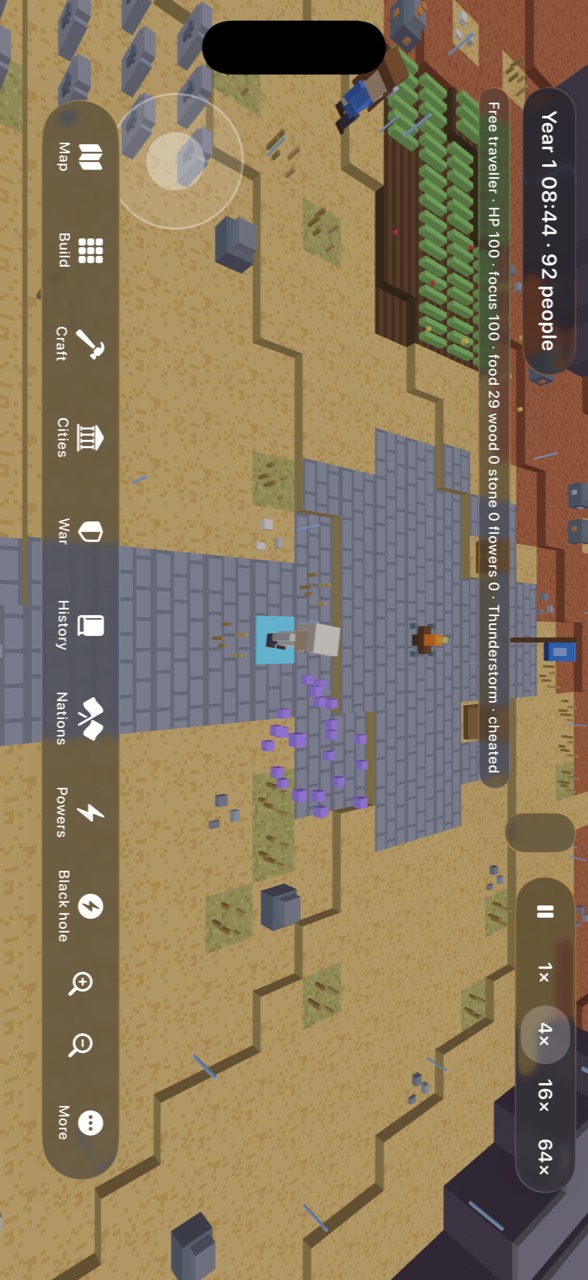 Year 1 08:44 · 92 people
Free traveller · HP 100 · focus 100 · food 29 wood 0 stone 0 flowers 0 · Thunderstorm · cheated
1×
4×
16×
64×
Map
Build
Craft
Cities
War
History
Nations
Powers
Black hole
More